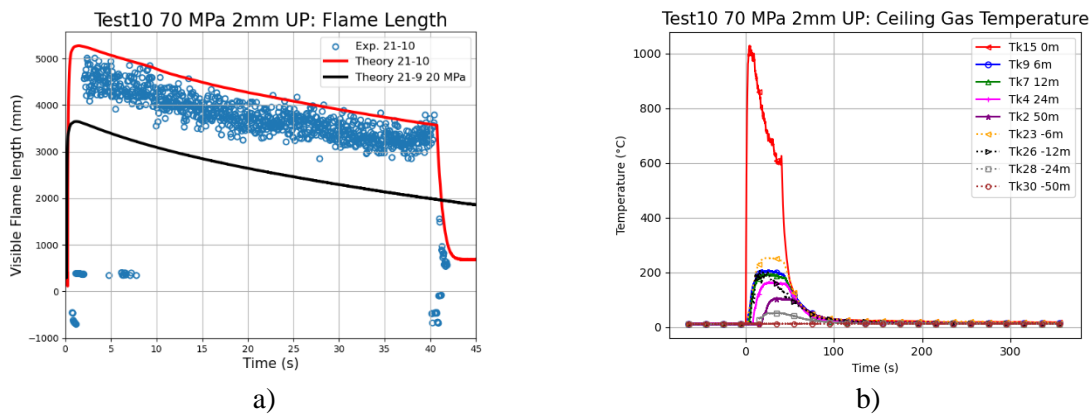 Test10 70 MPa 2mm UP: Flame Length
Visible Flame length (mm)
5000
4000
3000
2000
1000
0
−1000
Exp. 21-10
Theory 21-10
Theory 21-9 20 MPa
0 5 10 15 20 25 30 35 40 45
Time (s)
a)
Test10 70 MPa 2mm UP: Ceiling Gas Temperature
Temperature (°C)
1000
800
600
400
200
0
Tk15 0m
Tk9 6m
Tk7 12m
Tk4 24m
Tk2 50m
Tk23 -6m
Tk26 -12m
Tk28 -24m
Tk30 -50m
0 100 200 300
Time (s)
b)